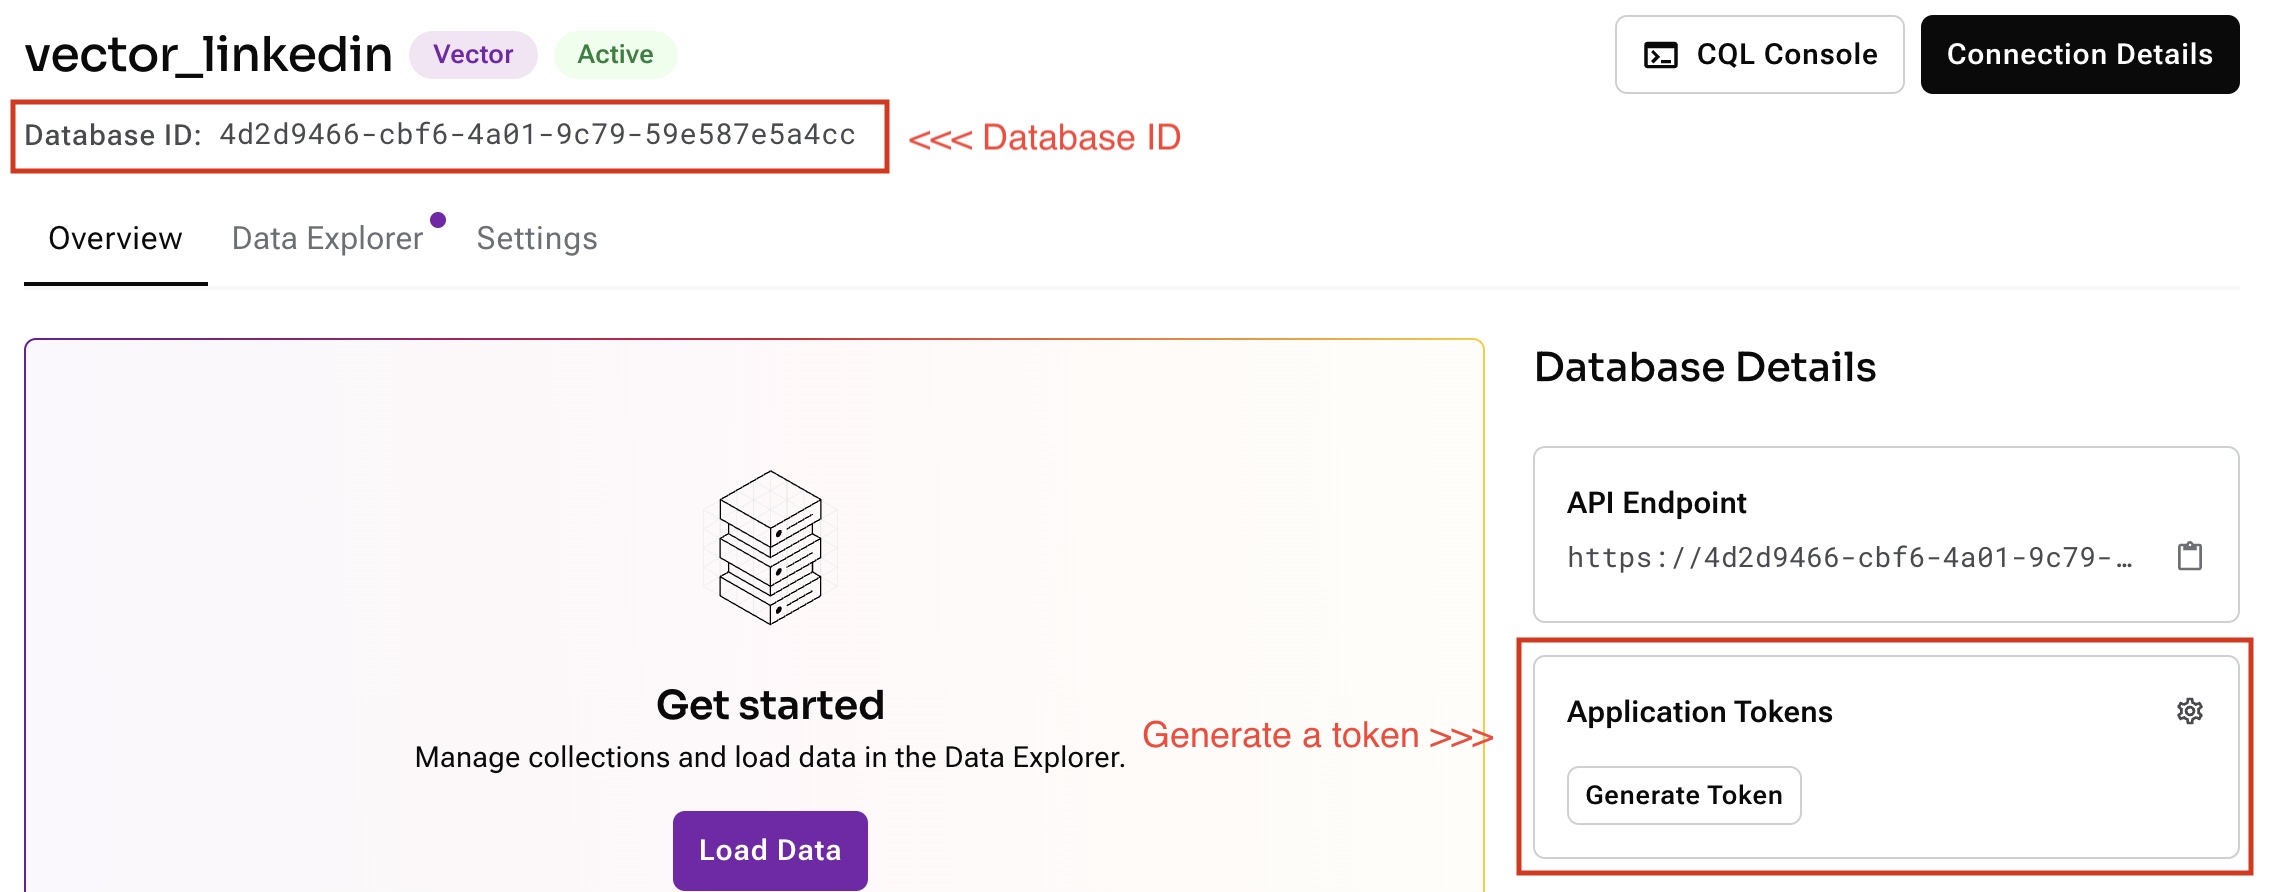 vector_linkedin Vector Active CQL Console Connection Details
Database ID: 4d2d9466-cbf6-4a01-9c79-59e587e5a4cc <<< Database ID
Overview Data Explorer Settings
Database Details
API Endpoint
https://4d2d9466-cbf6-4a01-9c79-…
Get started
Manage collections and load data in the Data Explorer.
Load Data
Generate a token >>>
Application Tokens
Generate Token